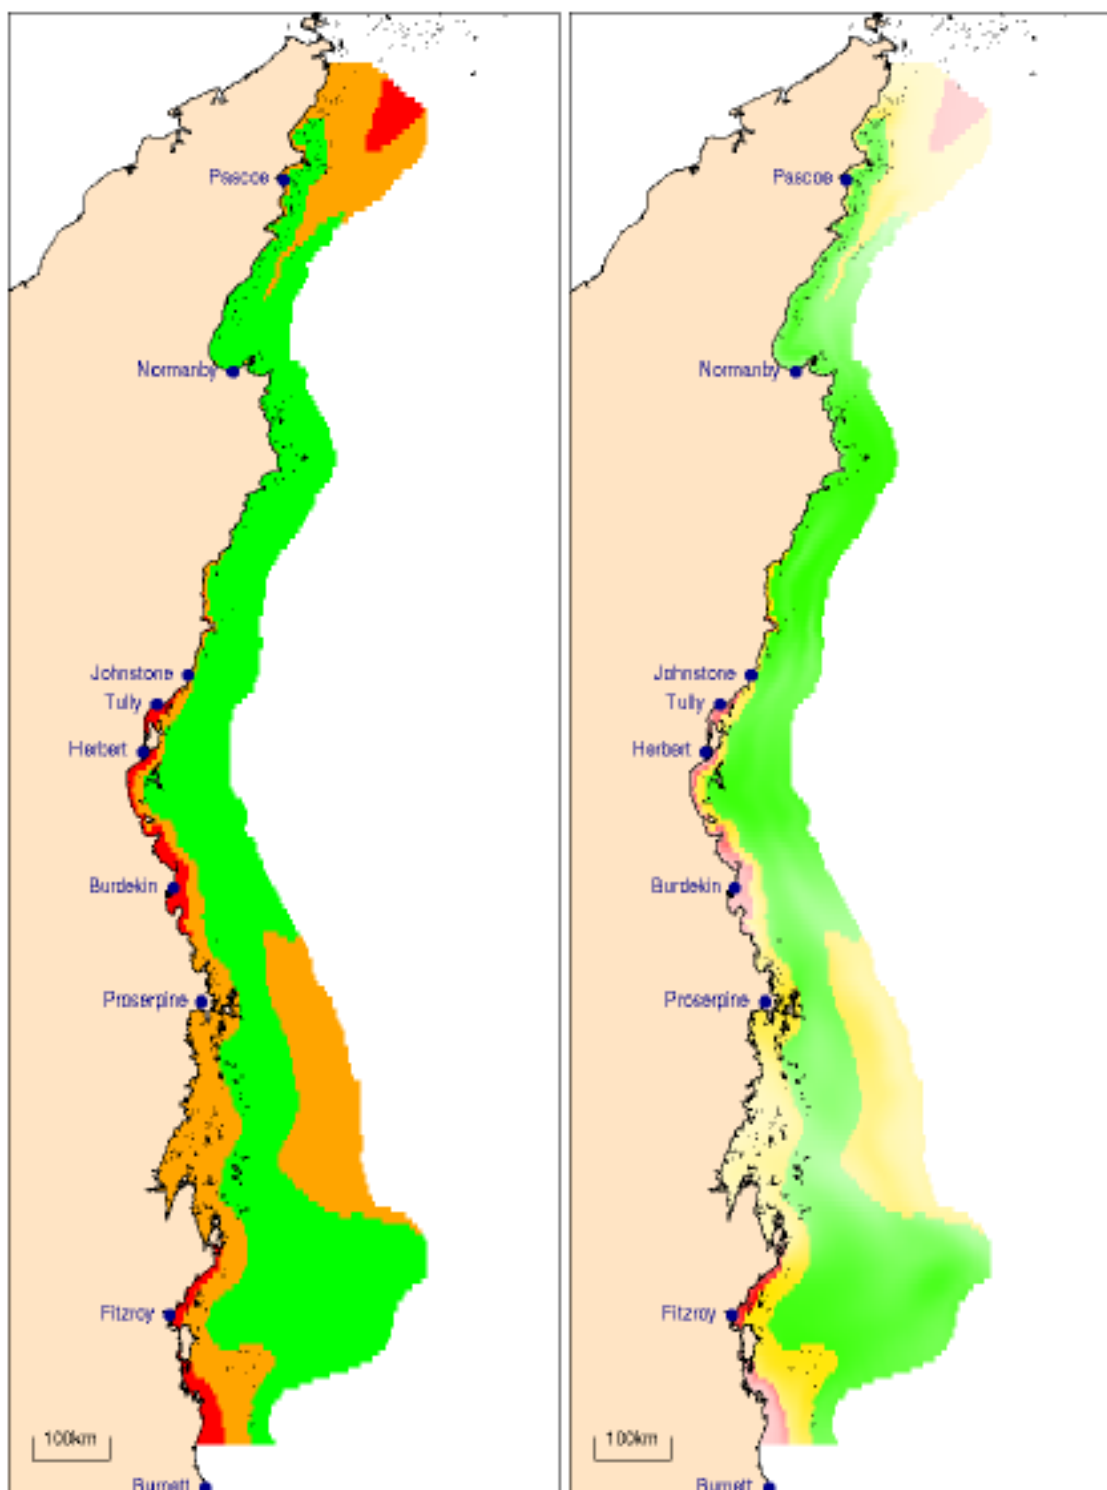 Pascoe
Normanby
Johnstone
Tully
Herbert
Burdekin
Proserpine
Fitzroy
100km
Burnett
Pascoe
Normanby
Johnstone
Tully
Herbert
Burdekin
Proserpine
Fitzroy
100km
Burnett